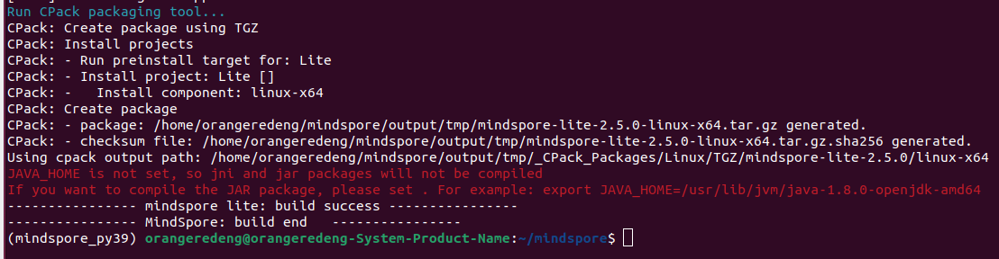 Run CPack packaging tool...
CPack: Create package using TGZ
CPack: Install projects
CPack: - Run preinstall target for: Lite
CPack: - Install project: Lite []
CPack: -   Install component: linux-x64
CPack: Create package
CPack: - package: /home/orangeredeng/mindspore/output/tmp/mindspore-lite-2.5.0-linux-x64.tar.gz generated.
CPack: - checksum file: /home/orangeredeng/mindspore/output/tmp/mindspore-lite-2.5.0-linux-x64.tar.gz.sha256 generated.
Using cpack output path: /home/orangeredeng/mindspore/output/tmp/_CPack_Packages/Linux/TGZ/mindspore-lite-2.5.0/linux-x64
JAVA_HOME is not set, so jni and jar packages will not be compiled
If you want to compile the JAR package, please set . For example: export JAVA_HOME=/usr/lib/jvm/java-1.8.0-openjdk-amd64
---------------- mindspore lite: build success ----------------
---------------- MindSpore: build end   ----------------
(mindspore_py39) orangeredeng@orangeredeng-System-Product-Name:~/mindspore$